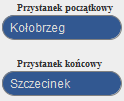 Przystanek początkowy
Kołobrzeg
Przystanek końcowy
Szczecinek